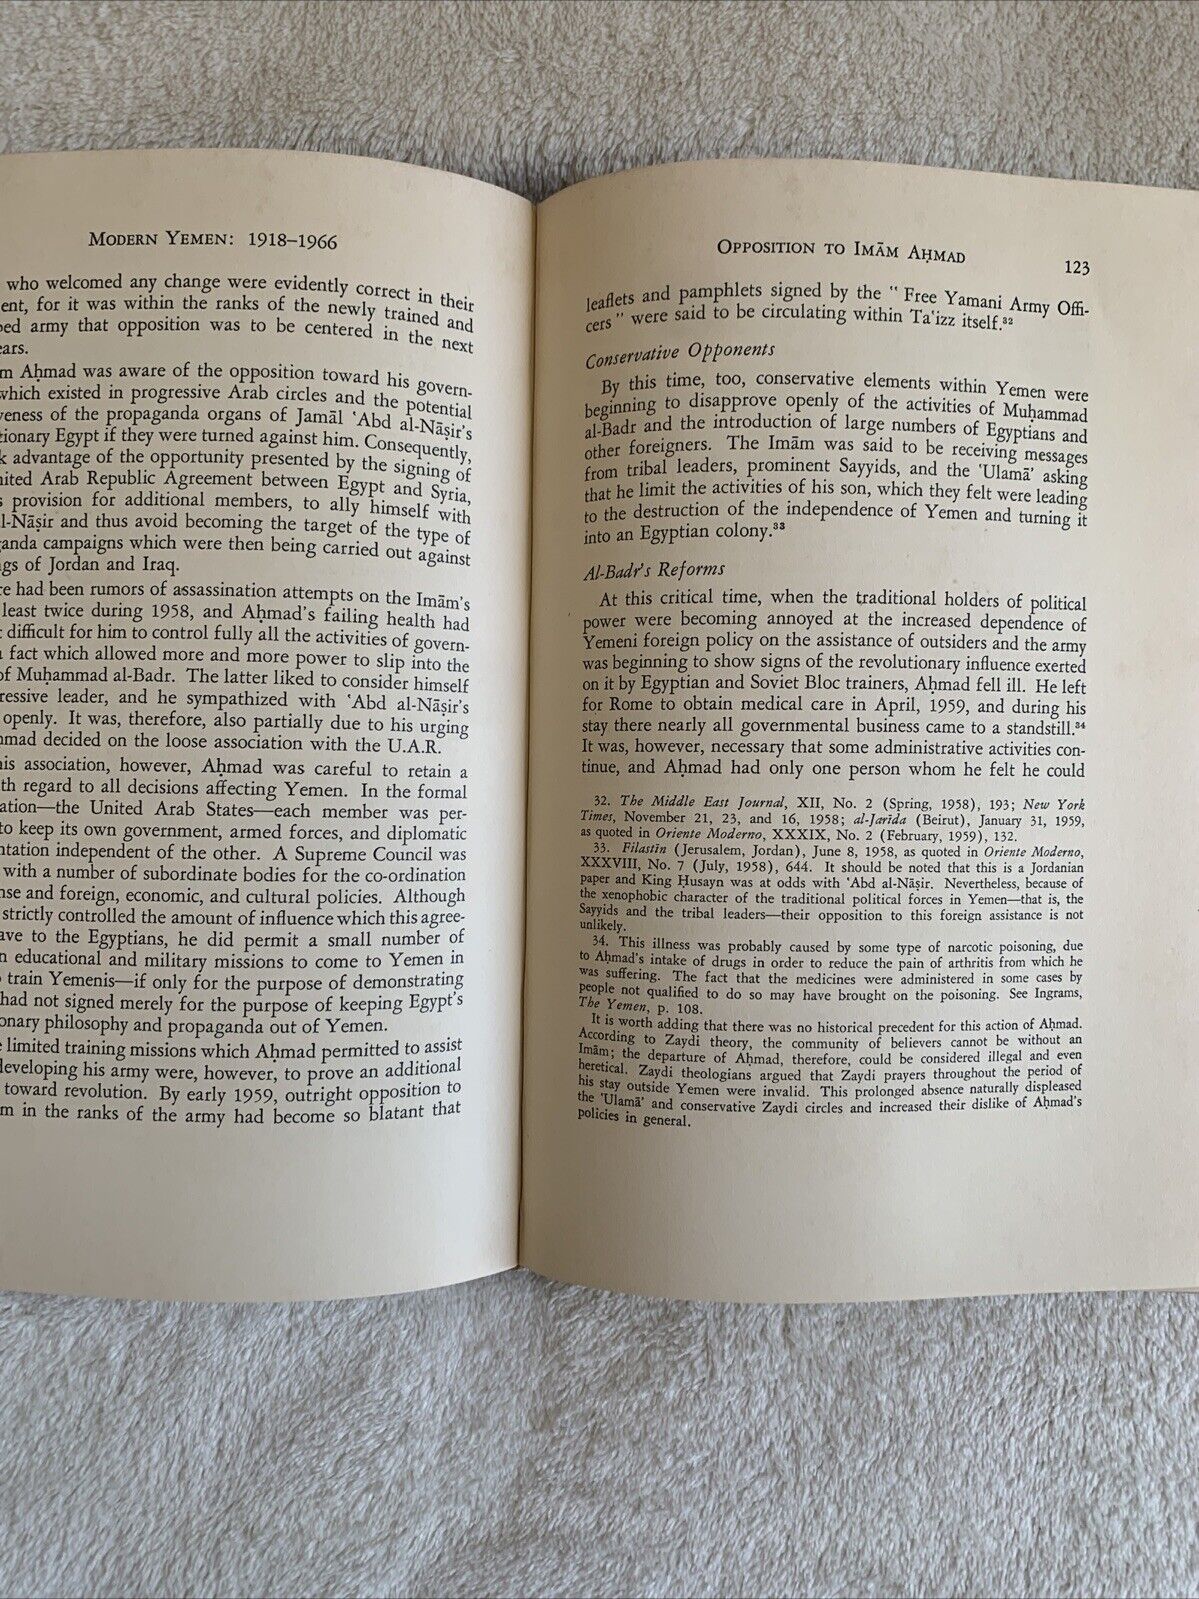 MODERN YEMEN: 1918–1966
who welcomed any change were evidently correct in their
ent, for it was within the ranks of the newly trained and
ped army that opposition was to be centered in the next
ears.
m Aḥmad was aware of the opposition toward his govern-
which existed in progressive Arab circles and the potential
veness of the propaganda organs of Jamāl ʿAbd al-Nāṣir's
tionary Egypt if they were turned against him. Consequently,
k advantage of the opportunity presented by the signing of
nited Arab Republic Agreement between Egypt and Syria,
s provision for additional members, to ally himself with
l-Nāṣir and thus avoid becoming the target of the type of
ganda campaigns which were then being carried out against
ngs of Jordan and Iraq.
re had been rumors of assassination attempts on the Imām's
least twice during 1958, and Aḥmad's failing health had
t difficult for him to control fully all the activities of govern-
a fact which allowed more and more power to slip into the
of Muḥammad al-Badr. The latter liked to consider himself
gressive leader, and he sympathized with ʿAbd al-Nāṣir's
openly. It was, therefore, also partially due to his urging
hmad decided on the loose association with the U.A.R.
his association, however, Aḥmad was careful to retain a
th regard to all decisions affecting Yemen. In the formal
ation—the United Arab States—each member was per-
to keep its own government, armed forces, and diplomatic
ntation independent of the other. A Supreme Council was
with a number of subordinate bodies for the co-ordination
nse and foreign, economic, and cultural policies. Although
strictly controlled the amount of influence which this agree-
ave to the Egyptians, he did permit a small number of
n educational and military missions to come to Yemen in
o train Yemenis—if only for the purpose of demonstrating
had not signed merely for the purpose of keeping Egypt's
onary philosophy and propaganda out of Yemen.
e limited training missions which Aḥmad permitted to assist
developing his army were, however, to prove an additional
toward revolution. By early 1959, outright opposition to
m in the ranks of the army had become so blatant that
OPPOSITION TO IMĀM AḤMAD 123
leaflets and pamphlets signed by the " Free Yamani Army Offi-
cers " were said to be circulating within Taʿizz itself.³²
Conservative Opponents
By this time, too, conservative elements within Yemen were
beginning to disapprove openly of the activities of Muḥammad
al-Badr and the introduction of large numbers of Egyptians and
other foreigners. The Imām was said to be receiving messages
from tribal leaders, prominent Sayyids, and the ʿUlamāʾ asking
that he limit the activities of his son, which they felt were leading
to the destruction of the independence of Yemen and turning it
into an Egyptian colony.³³
Al-Badr's Reforms
At this critical time, when the traditional holders of political
power were becoming annoyed at the increased dependence of
Yemeni foreign policy on the assistance of outsiders and the army
was beginning to show signs of the revolutionary influence exerted
on it by Egyptian and Soviet Bloc trainers, Aḥmad fell ill. He left
for Rome to obtain medical care in April, 1959, and during his
stay there nearly all governmental business came to a standstill.³⁴
It was, however, necessary that some administrative activities con-
tinue, and Aḥmad had only one person whom he felt he could
32. The Middle East Journal, XII, No. 2 (Spring, 1958), 193; New York
Times, November 21, 23, and 16, 1958; al-Jarīda (Beirut), January 31, 1959,
as quoted in Oriente Moderno, XXXIX, No. 2 (February, 1959), 132.
33. Filasṭīn (Jerusalem, Jordan), June 8, 1958, as quoted in Oriente Moderno,
XXXVIII, No. 7 (July, 1958), 644. It should be noted that this is a Jordanian
paper and King Ḥusayn was at odds with ʿAbd al-Nāṣir. Nevertheless, because of
the xenophobic character of the traditional political forces in Yemen—that is, the
Sayyids and the tribal leaders—their opposition to this foreign assistance is not
unlikely.
34. This illness was probably caused by some type of narcotic poisoning, due
to Aḥmad's intake of drugs in order to reduce the pain of arthritis from which he
was suffering. The fact that the medicines were administered in some cases by
people not qualified to do so may have brought on the poisoning. See Ingrams,
The Yemen, p. 108.
It is worth adding that there was no historical precedent for this action of Aḥmad.
According to Zaydi theory, the community of believers cannot be without an
Imām; the departure of Aḥmad, therefore, could be considered illegal and even
heretical. Zaydi theologians argued that Zaydi prayers throughout the period of
his stay outside Yemen were invalid. This prolonged absence naturally displeased
the ʿUlamāʾ and conservative Zaydi circles and increased their dislike of Aḥmad's
policies in general.